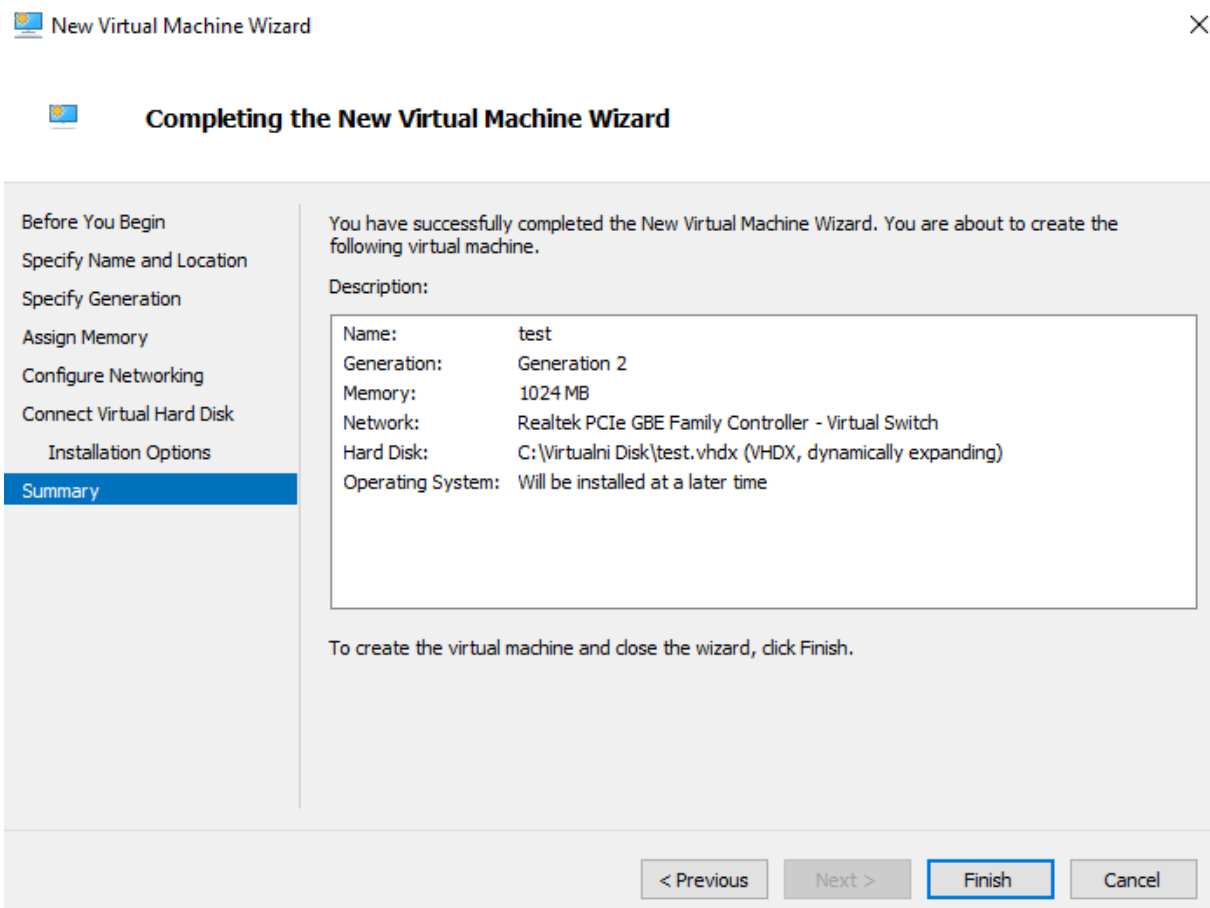 New Virtual Machine Wizard
Completing the New Virtual Machine Wizard
Before You Begin
Specify Name and Location
Specify Generation
Assign Memory
Configure Networking
Connect Virtual Hard Disk
Installation Options
Summary
You have successfully completed the New Virtual Machine Wizard. You are about to create the
following virtual machine.
Description:
Name: test
Generation: Generation 2
Memory: 1024 MB
Network: Realtek PCIe GBE Family Controller - Virtual Switch
Hard Disk: C:\Virtualni Disk\test.vhdx (VHDX, dynamically expanding)
Operating System: Will be installed at a later time
To create the virtual machine and close the wizard, click Finish.
< Previous Next > Finish Cancel